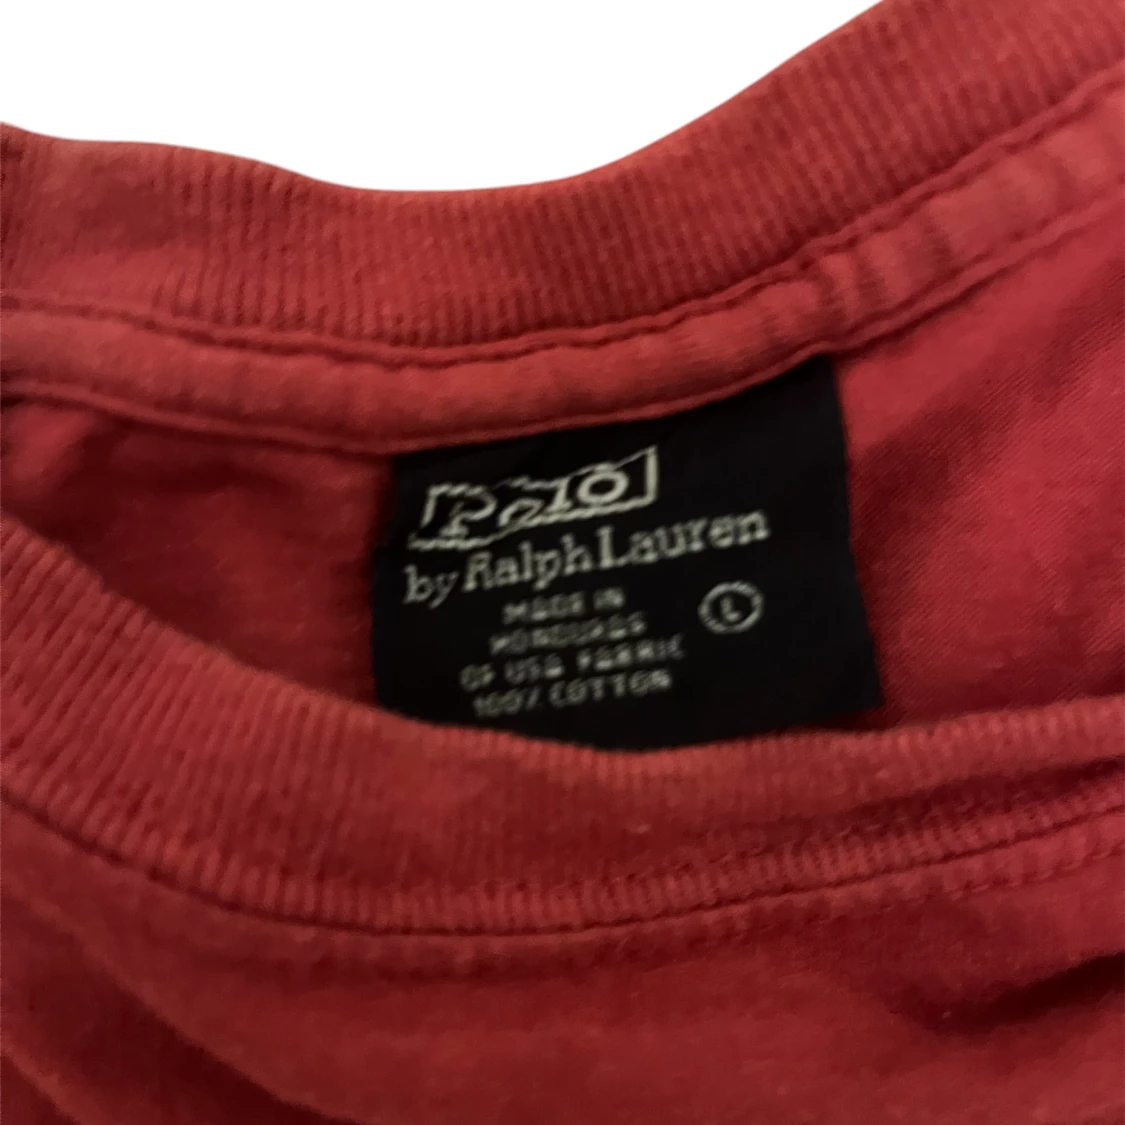 Polo
by Ralph Lauren
MADE IN
HONDURAS
OF USA FABRIC
100% COTTON
L